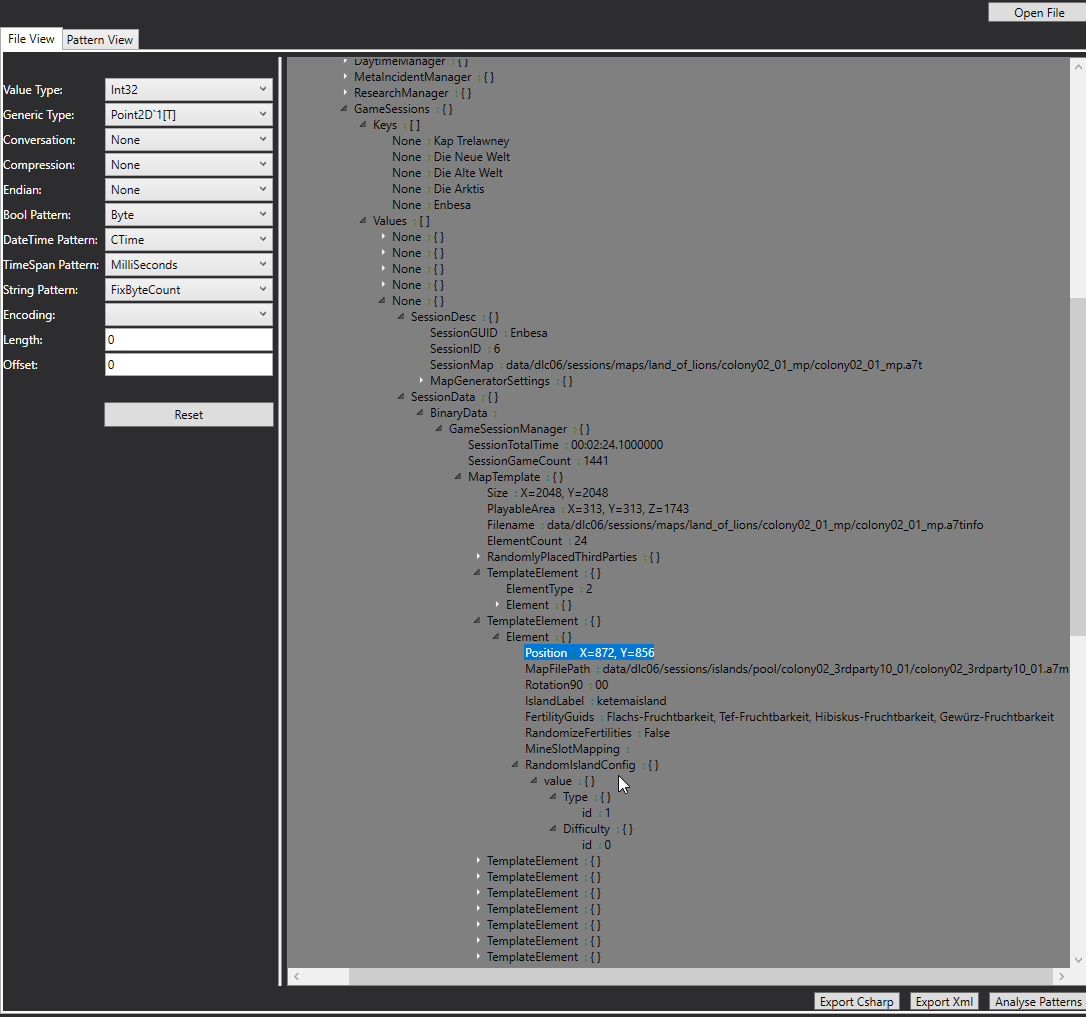 Open File
File View Pattern View
DaytimeManager : { }
MetaIncidentManager : { }
ResearchManager : { }
GameSessions : { }
Keys : [ ]
None : Kap Trelawney
None : Die Neue Welt
None : Die Alte Welt
None : Die Arktis
None : Enbesa
Values : [ ]
None : { }
None : { }
None : { }
None : { }
None : { }
SessionDesc : { }
SessionGUID : Enbesa
SessionID : 6
SessionMap : data/dlc06/sessions/maps/land_of_lions/colony02_01_mp/colony02_01_mp.a7t
MapGeneratorSettings : { }
SessionData : { }
BinaryData :
GameSessionManager : { }
SessionTotalTime : 00:02:24.1000000
SessionGameCount : 1441
MapTemplate : { }
Size : X=2048, Y=2048
PlayableArea : X=313, Y=313, Z=1743
Filename : data/dlc06/sessions/maps/land_of_lions/colony02_01_mp/colony02_01_mp.a7tinfo
ElementCount : 24
RandomlyPlacedThirdParties : { }
TemplateElement : { }
ElementType : 2
Element : { }
TemplateElement : { }
Element : { }
Position X=872, Y=856
MapFilePath : data/dlc06/sessions/islands/pool/colony02_3rdparty10_01/colony02_3rdparty10_01.a7m
Rotation90 : 00
IslandLabel : ketemaisland
FertilityGuids : Flachs-Fruchtbarkeit, Tef-Fruchtbarkeit, Hibiskus-Fruchtbarkeit, Gewürz-Fruchtbarkeit
RandomizeFertilities : False
MineSlotMapping :
RandomIslandConfig : { }
value : { }
Type : { }
id : 1
Difficulty : { }
id : 0
TemplateElement : { }
TemplateElement : { }
TemplateElement : { }
TemplateElement : { }
TemplateElement : { }
TemplateElement : { }
TemplateElement : { }
Value Type: Int32
Generic Type: Point2D`1[T]
Conversation: None
Compression: None
Endian: None
Bool Pattern: Byte
DateTime Pattern: CTime
TimeSpan Pattern: MilliSeconds
String Pattern: FixByteCount
Encoding:
Length: 0
Offset: 0
Reset
Export Csharp Export Xml Analyse Patterns